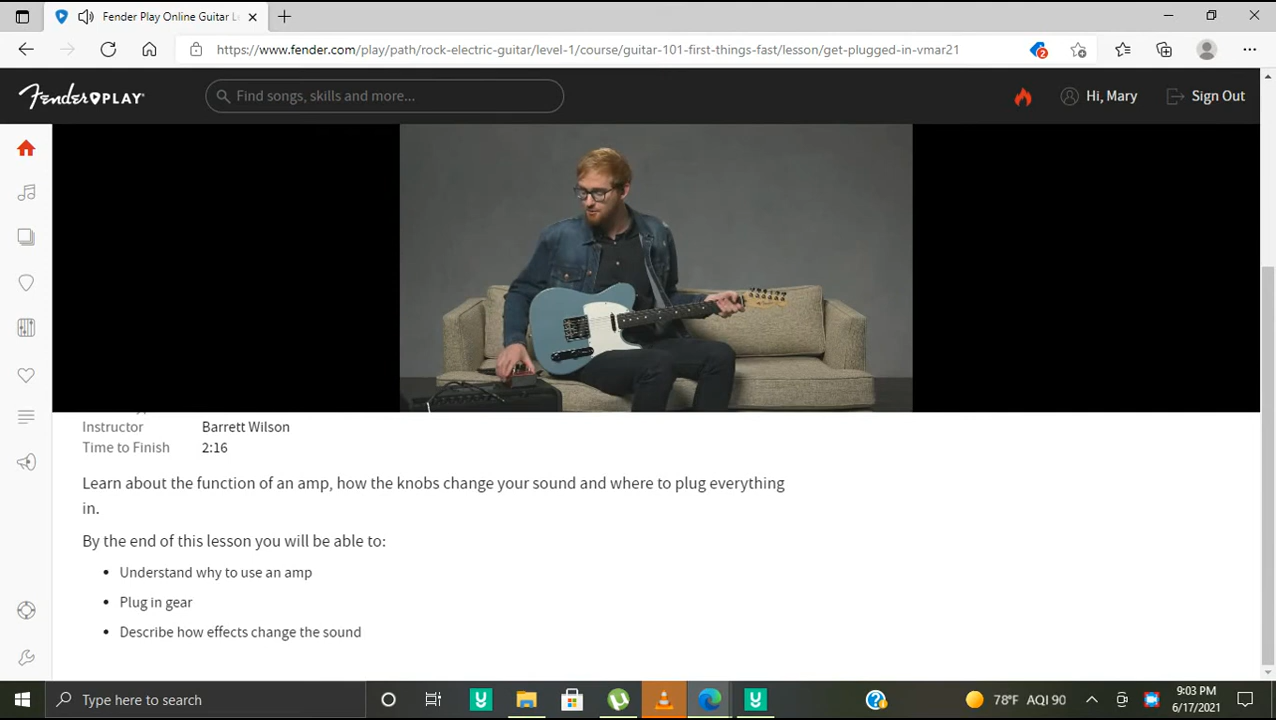 Fender Play Online Guitar L
https://www.fender.com/play/path/rock-electric-guitar/level-1/course/guitar-101-first-things-fast/lesson/get-plugged-in-vmar21
2
Fender PLAY
Find songs, skills and more...
Hi, Mary
Sign Out
Instructor Barrett Wilson
Time to Finish 2:16
Learn about the function of an amp, how the knobs change your sound and where to plug everything
in.
By the end of this lesson you will be able to:
• Understand why to use an amp
• Plug in gear
• Describe how effects change the sound
Type here to search
78°F AQI 90
9:03 PM
6/17/2021